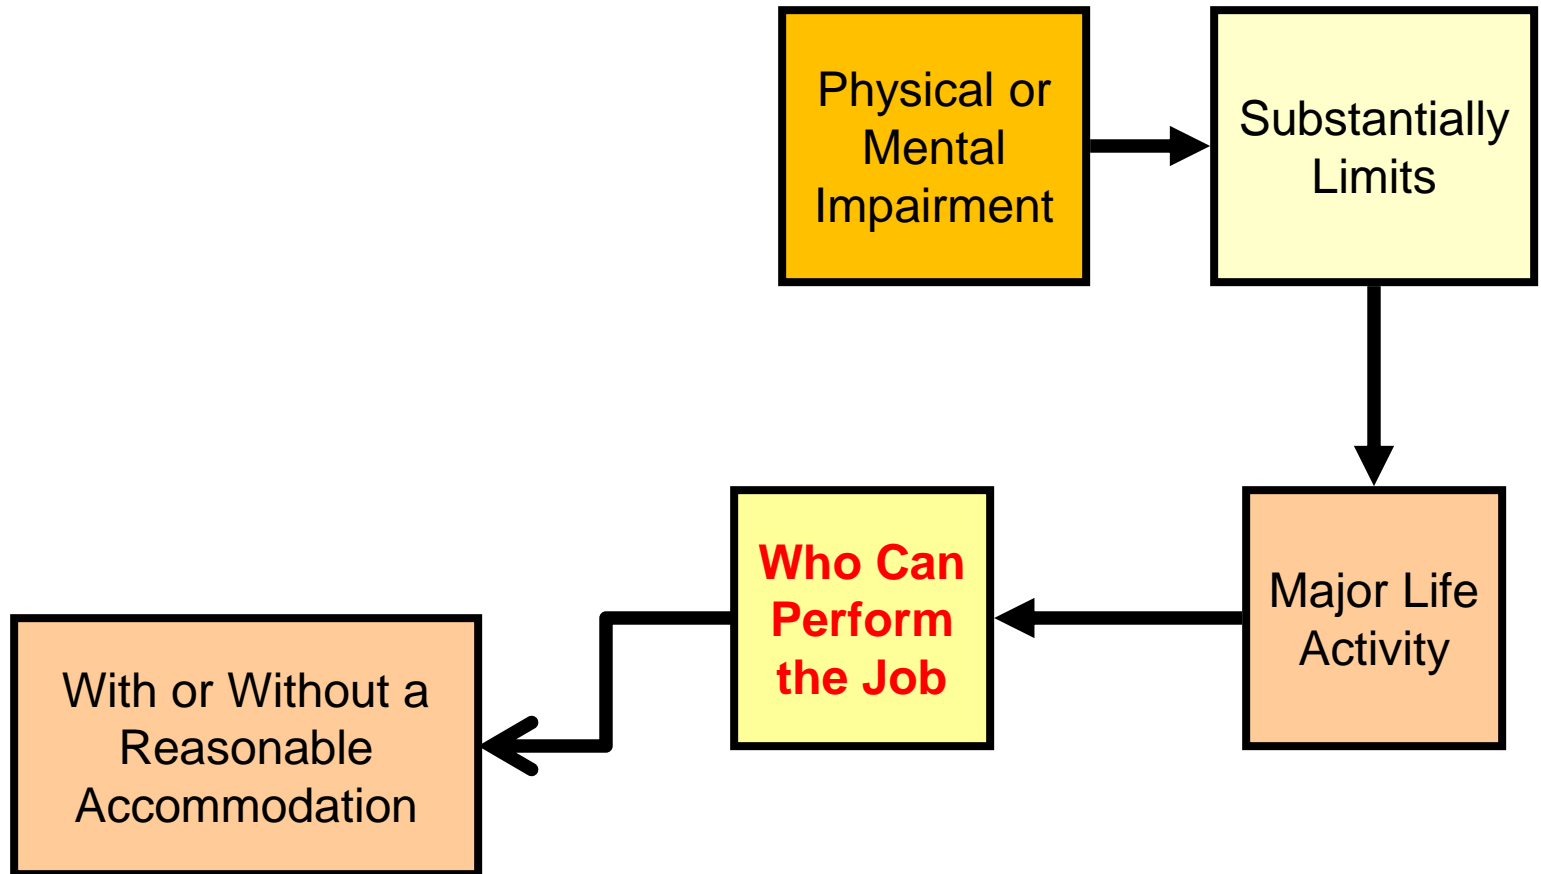 Physical or
Mental
Impairment
Substantially
Limits
Major Life
Activity
Who Can
Perform
the Job
With or Without a
Reasonable
Accommodation